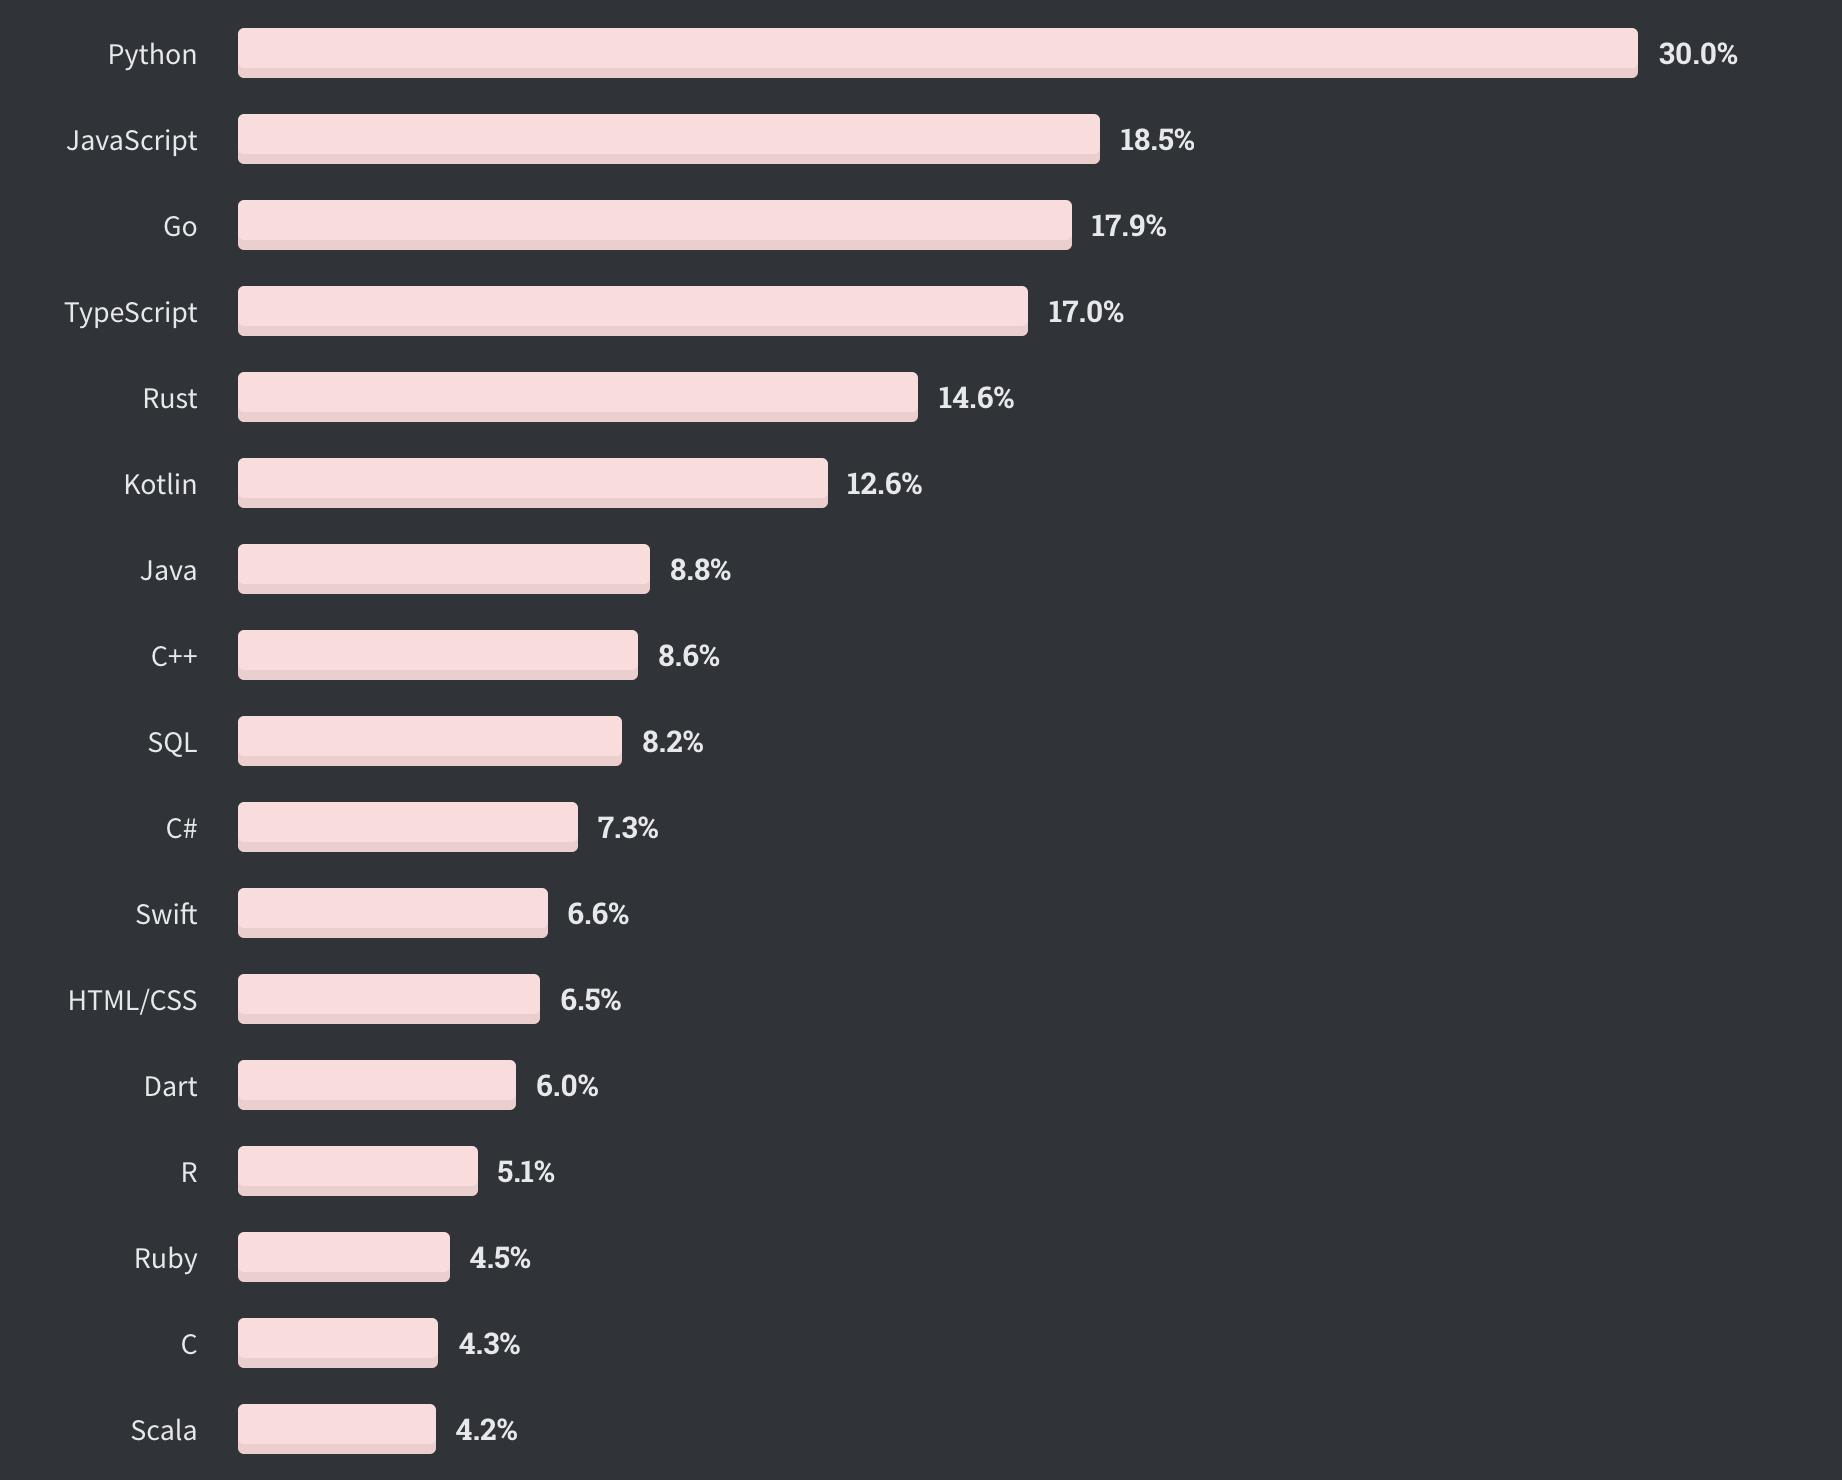 Python 30.0%
JavaScript 18.5%
Go 17.9%
TypeScript 17.0%
Rust 14.6%
Kotlin 12.6%
Java 8.8%
C++ 8.6%
SQL 8.2%
C# 7.3%
Swift 6.6%
HTML/CSS 6.5%
Dart 6.0%
R 5.1%
Ruby 4.5%
C 4.3%
Scala 4.2%